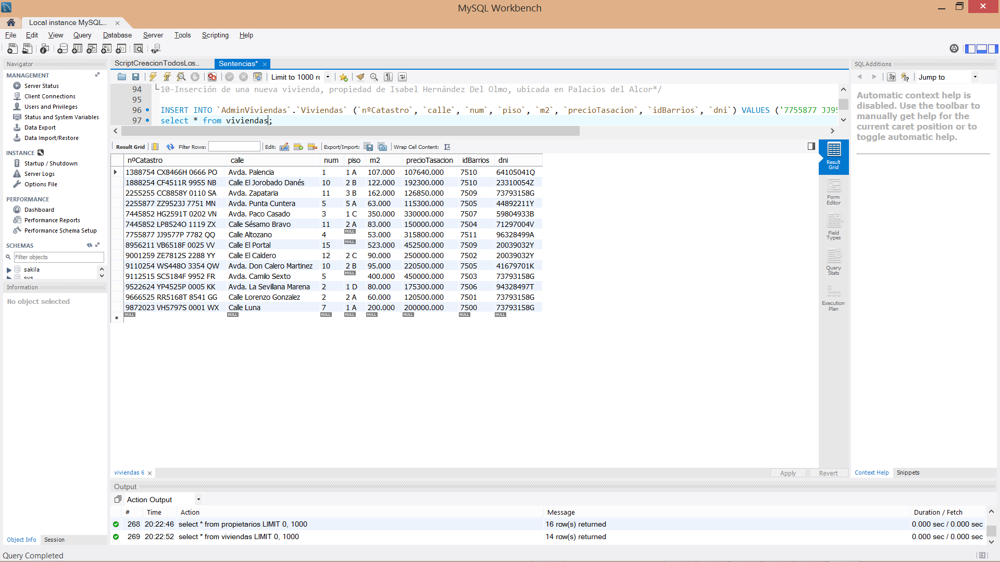 MySQL Workbench
Local instance MySQL...
File Edit View Query Database Server Tools Scripting Help
Navigator
MANAGEMENT
Server Status
Client Connections
Users and Privileges
Status and System Variables
Data Export
Data Import/Restore
INSTANCE
Startup / Shutdown
Server Logs
Options File
PERFORMANCE
Dashboard
Performance Reports
Performance Schema Setup
SCHEMAS
Filter objects
sakila
sys
Information
No object selected
Object Info Session
Query Completed
ScriptCreacionTodosLos... Sentencias*
Limit to 1000 rc
94 10-Inserción de una nueva vivienda, propiedad de Isabel Hernández Del Olmo, ubicada en Palacios del Alcor*/
95
96 INSERT INTO `AdminViviendas`.`Viviendas` (`nºCatastro`, `calle`, `num`, `piso`, `m2`, `precioTasacion`, `idBarrios`, `dni`) VALUES ('7755877 JJ95
97 select * from viviendas;
Result Grid Filter Rows: Edit: Export/Import: Wrap Cell Content:
nºCatastro calle num piso m2 precioTasacion idBarrios dni
1388754 CX8466H 0666 PO Avda. Palencia 1 1 A 107.000 107640.000 7510 64105041Q
1888254 CF4511R 9955 NB Calle El Jorobado Danés 10 2 B 122.000 192300.000 7510 23310054Z
2255255 CC8858Y 0110 SA Avda. Zapataria 11 3 B 162.000 126850.000 7509 73793158G
2255877 ZZ9523J 7751 MN Avda. Punta Cuntera 5 5 A 63.000 115300.000 7505 44892211Y
7445852 HG2591T 0202 VN Avda. Paco Casado 3 1 C 350.000 330000.000 7507 59804933B
7445852 LP8524O 1119 ZX Calle Sésamo Bravo 11 2 A 83.000 150000.000 7504 71297004V
7755877 JJ9577P 7782 QQ Calle Altozano 4 NULL 53.000 315800.000 7511 96328499A
8956211 VB6518F 0025 VV Calle El Portal 15 NULL 523.000 452500.000 7509 20039032Y
9001259 ZE7812S 2288 YY Calle El Caldero 12 2 C 90.000 250000.000 7502 20039032Y
9110254 WS448O 3354 QW Avda. Don Calero Martinez 10 2 B 95.000 220500.000 7505 41679701K
9112515 SC5184F 9952 FR Avda. Camilo Sexto 5 NULL 400.000 450000.000 7503 73793158G
9522624 YP4525P 0005 KK Avda. La Sevillana Marena 2 1 D 80.000 175300.000 7506 94328497T
9666525 RR5168T 8541 GG Calle Lorenzo Gonzalez 2 2 A 60.000 120500.000 7501 73793158G
9872023 VH5797S 0001 WX Calle Luna 7 1 A 200.000 200000.000 7500 73793158G
NULL NULL NULL NULL NULL NULL NULL NULL
Result Grid
Form Editor
Field Types
Query Stats
Execution Plan
viviendas 6
Apply Revert
Output
Action Output
# Time Action Message Duration / Fetch
268 20:22:46 select * from propietarios LIMIT 0, 1000 16 row(s) returned 0.000 sec / 0.000 sec
269 20:22:52 select * from viviendas LIMIT 0, 1000 14 row(s) returned 0.000 sec / 0.000 sec
SQLAdditions
Jump to
Automatic context help is
disabled. Use the toolbar to
manually get help for the
current caret position or to
toggle automatic help.
Context Help Snippets